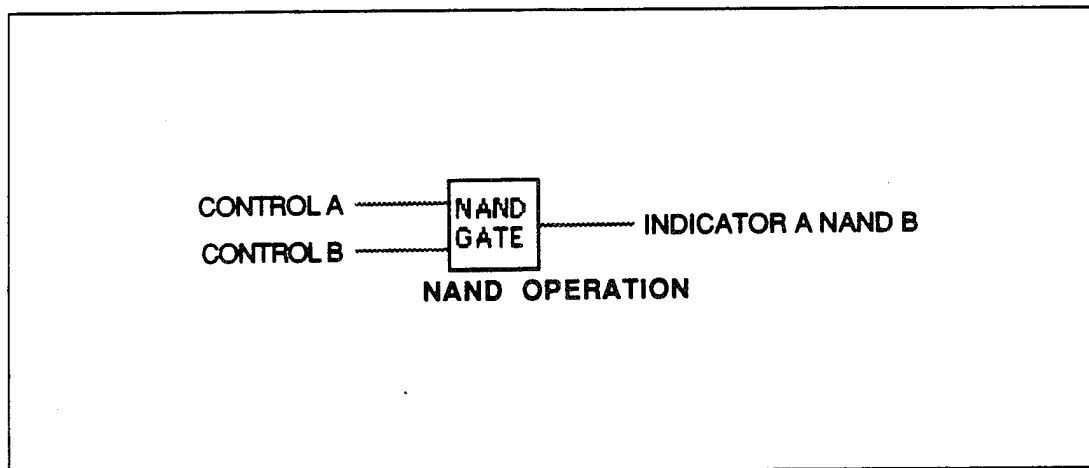 CONTROL A
CONTROL B
NAND
GATE
INDICATOR A NAND B
NAND OPERATION